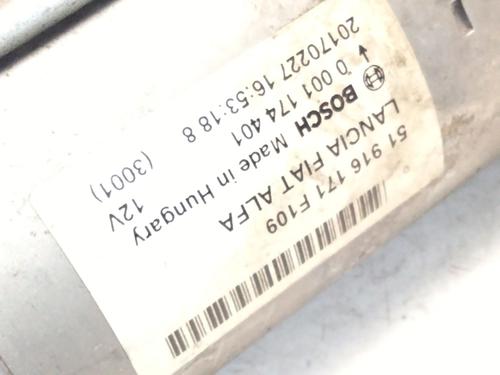 51 916 171 F109
LANCIA FIAT ALFA
BOSCH Made in Hungary
0 001 174 401 12V
20170227 16:53:18 8 (3001)